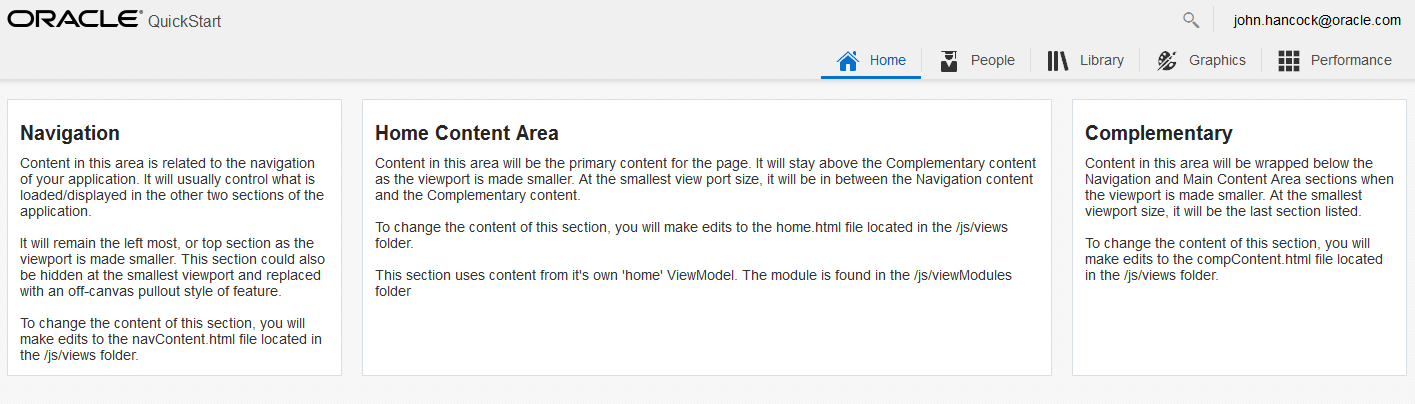 ORACLE® QuickStart
john.hancock@oracle.com
Home
People
Library
Graphics
Performance
Navigation
Content in this area is related to the navigation
of your application. It will usually control what is
loaded/displayed in the other two sections of the
application.
It will remain the left most, or top section as the
viewport is made smaller. This section could also
be hidden at the smallest viewport and replaced
with an off-canvas pullout style of feature.
To change the content of this section, you will
make edits to the navContent.html file located in
the /js/views folder.
Home Content Area
Content in this area will be the primary content for the page. It will stay above the Complementary content
as the viewport is made smaller. At the smallest view port size, it will be in between the Navigation content
and the Complementary content.
To change the content of this section, you will make edits to the home.html file located in the /js/views
folder.
This section uses content from it's own 'home' ViewModel. The module is found in the /js/viewModules
folder
Complementary
Content in this area will be wrapped below the
Navigation and Main Content Area sections when
the viewport is made smaller. At the smallest
viewport size, it will be the last section listed.
To change the content of this section, you will
make edits to the compContent.html file located
in the /js/views folder.